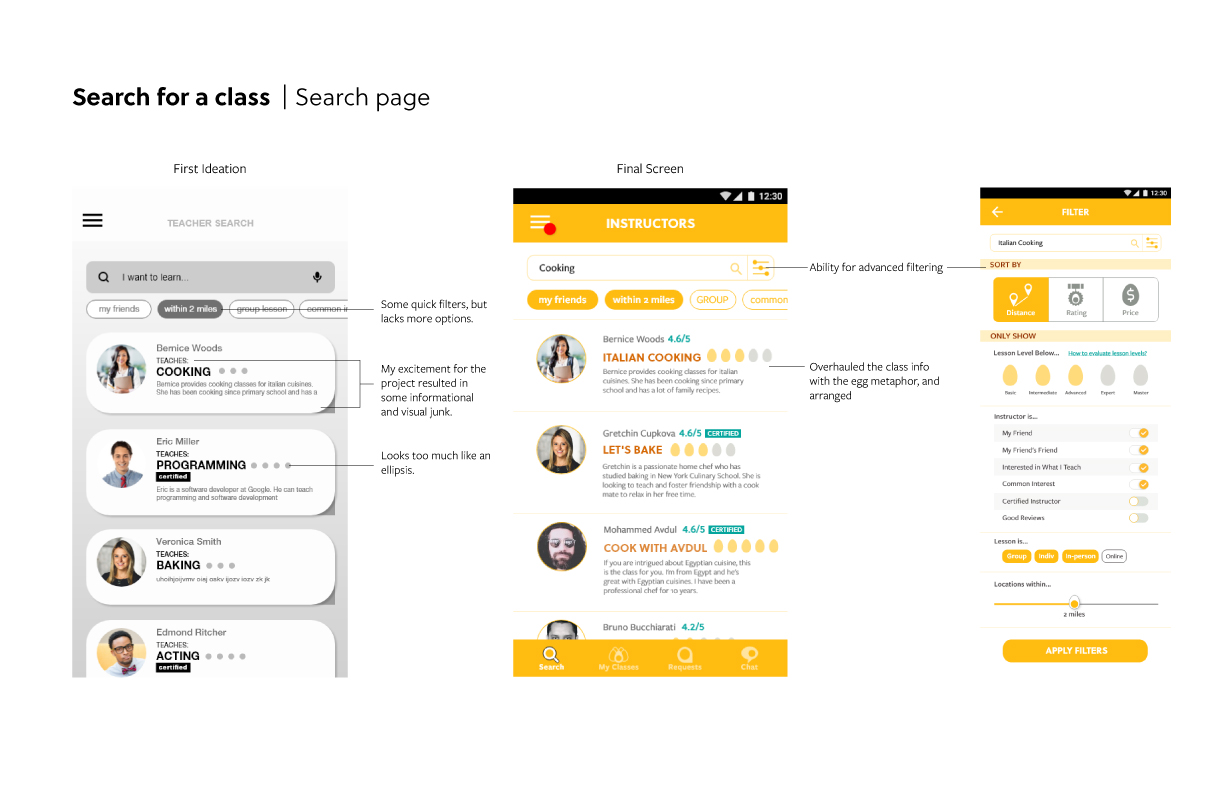 Search for a class | Search page
First Ideation
TEACHER SEARCH
I want to learn...
my friends
within 2 miles
group lesson
common i
Bernice Woods
TEACHES:
COOKING
Bernice provides cooking classes for italian cuisines.
She has been cooking since primary school and has a
Eric Miller
TEACHES:
PROGRAMMING
certified
Eric is a software developer at Google. He can teach
programming and software development
Veronica Smith
TEACHES:
BAKING
Edmond Ritcher
TEACHES:
ACTING
certified
Some quick filters, but
lacks more options.
My excitement for the
project resulted in
some informational
and visual junk.
Looks too much like an
ellipsis.
Final Screen
12:30
INSTRUCTORS
Cooking
my friends
within 2 miles
GROUP
common
Bernice Woods 4.6/5
ITALIAN COOKING
Bernice provides cooking classes for italian
cuisines. She has been cooking since primary
school and has a lot of family recipes.
Gretchin Cupkova 4.6/5 CERTIFIED
LET'S BAKE
Gretchin is a passionate home chef who has
studied baking in New York Culinary School. She is
looking to teach and foster friendship with a cook
mate to relax in her free time.
Mohammed Avdul 4.6/5 CERTIFIED
COOK WITH AVDUL
If you are intrigued about Egyptian cuisine, this
is the class for you. I'm from Egypt and he's
great with Egyptian cuisines. I have been a
professional chef for 10 years.
Bruno Bucchiarati 4.2/5
Search
My Classes
Requests
Chat
Ability for advanced filtering
Overhauled the class info
with the egg metaphor, and
arranged
12:30
FILTER
Italian Cooking
SORT BY
Distance
Rating
Price
ONLY SHOW
Lesson Level Below...
How to evaluate lesson levels?
Basic
Intermediate
Advanced
Expert
Master
Instructor is...
My Friend
My Friend's Friend
Interested in What I Teach
Common Interest
Certified Instructor
Good Reviews
Lesson is...
Group
Indiv
In-person
Online
Locations within...
2 miles
APPLY FILTERS